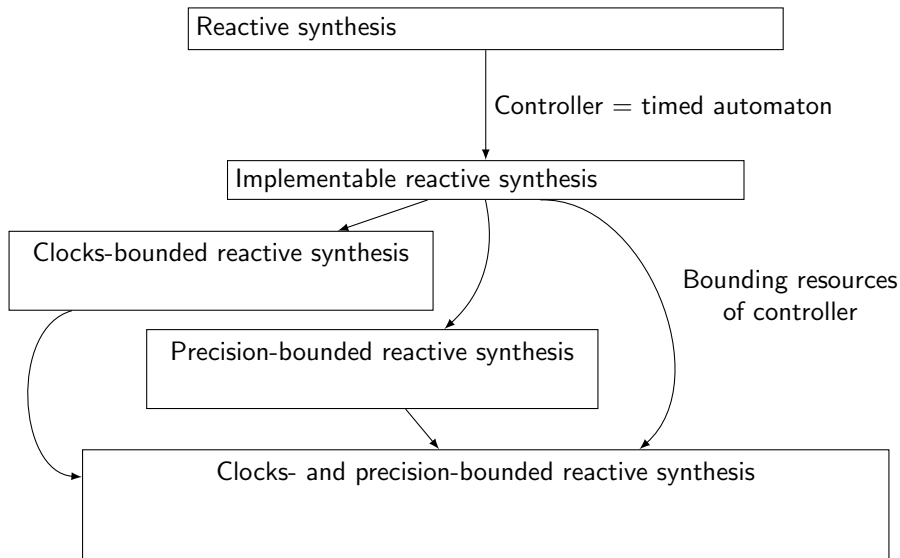 Reactive synthesis
Controller = timed automaton
Implementable reactive synthesis
Clocks-bounded reactive synthesis
Bounding resources
of controller
Precision-bounded reactive synthesis
Clocks- and precision-bounded reactive synthesis